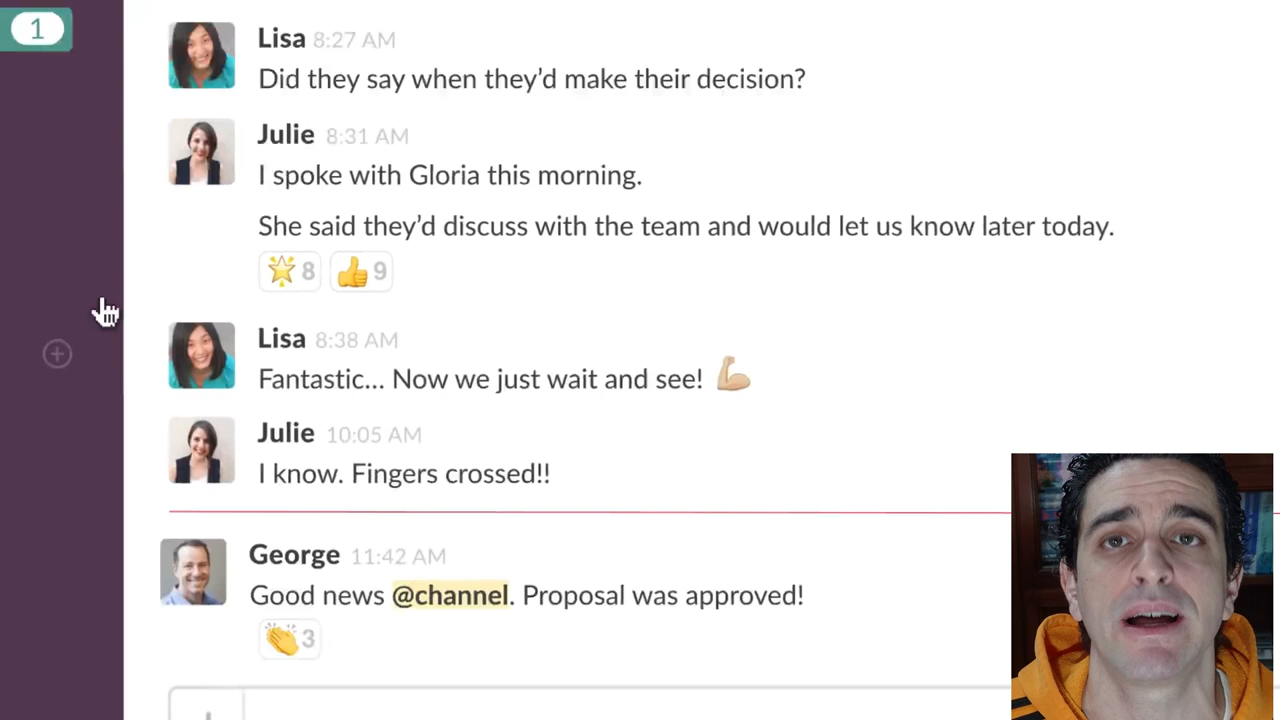 1
Lisa 8:27 AM
Did they say when they’d make their decision?
Julie 8:31 AM
I spoke with Gloria this morning.
She said they’d discuss with the team and would let us know later today.
8 9
Lisa 8:38 AM
Fantastic... Now we just wait and see!
Julie 10:05 AM
I know. Fingers crossed!!
George 11:42 AM
Good news @channel. Proposal was approved!
3